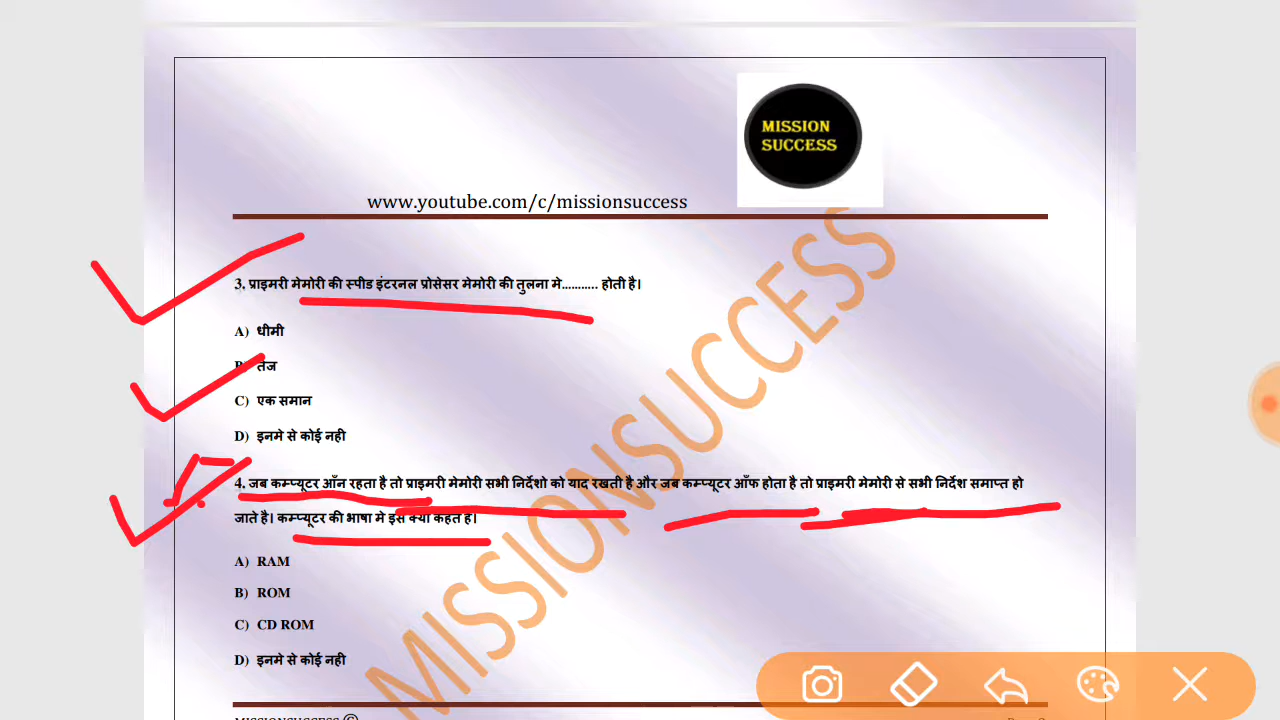 MISSION
SUCCESS
www.youtube.com/c/missionsuccess
3. प्राइमरी मेमोरी की स्पीड इंटरनल प्रोसेसर मेमोरी की तुलना मे........... होती है।
A) धीमी
B) तेज
C) एक समान
D) इनमे से कोई नही
4. जब कम्प्यूटर ऑन रहता है तो प्राइमरी मेमोरी सभी निर्देशो को याद रखती है और जब कम्प्यूटर ऑफ होता है तो प्राइमरी मेमोरी से सभी निर्देश समाप्त हो
जाते है। कम्प्यूटर की भाषा मे इसे क्या कहते है।
A) RAM
B) ROM
C) CD ROM
D) इनमे से कोई नही
MISSIONSUCCESS
MISSIONSUCCESS ©